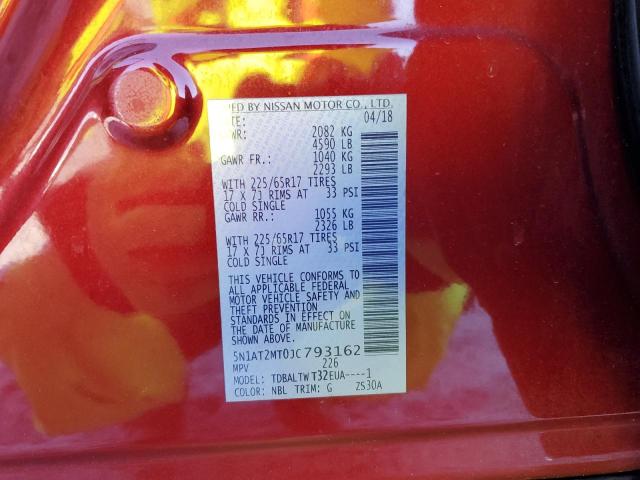 MFD BY NISSAN MOTOR CO., LTD.
04/18
2082 KG
4590 LB
GAWR FR.: 1040 KG
2293 LB
WITH 225/65R17 TIRES
17 X 7J RIMS AT 33 PSI
COLD SINGLE
GAWR RR.: 1055 KG
2326 LB
WITH 225/65R17 TIRES
17 X 7J RIMS AT 33 PSI
COLD SINGLE
THIS VEHICLE CONFORMS TO
ALL APPLICABLE FEDERAL
MOTOR VEHICLE SAFETY AND
THEFT PREVENTION
STANDARDS IN EFFECT ON
THE DATE OF MANUFACTURE
SHOWN ABOVE.
5N1AT2MT0JC793162
MPV 226
MODEL: TDBALTWT32EUA----1
COLOR: NBL TRIM: G ZS30A